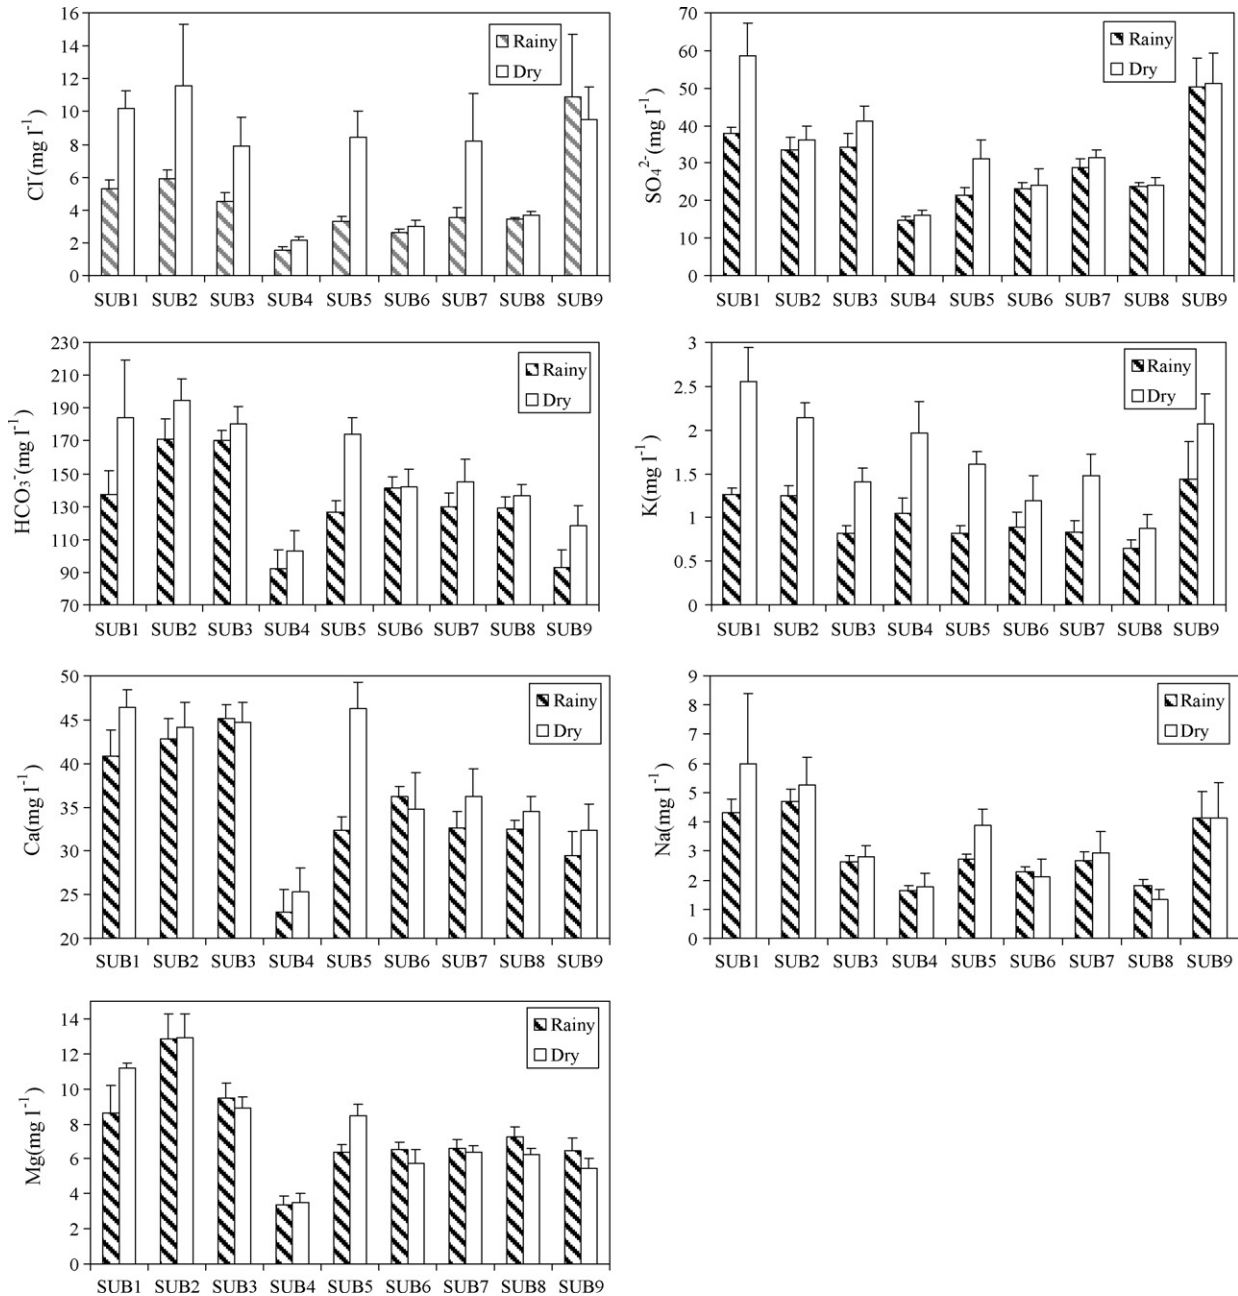 16
14
12
10
8
6
4
2
0
Cl⁻(mg l⁻¹)
Rainy
Dry
SUB1 SUB2 SUB3 SUB4 SUB5 SUB6 SUB7 SUB8 SUB9
70
60
50
40
30
20
10
0
SO₄²⁻(mg l⁻¹)
Rainy
Dry
SUB1 SUB2 SUB3 SUB4 SUB5 SUB6 SUB7 SUB8 SUB9
230
210
190
170
150
130
110
90
70
HCO₃⁻(mg l⁻¹)
Rainy
Dry
SUB1 SUB2 SUB3 SUB4 SUB5 SUB6 SUB7 SUB8 SUB9
3
2.5
2
1.5
1
0.5
0
K(mg l⁻¹)
Rainy
Dry
SUB1 SUB2 SUB3 SUB4 SUB5 SUB6 SUB7 SUB8 SUB9
50
45
40
35
30
25
20
Ca(mg l⁻¹)
Rainy
Dry
SUB1 SUB2 SUB3 SUB4 SUB5 SUB6 SUB7 SUB8 SUB9
9
8
7
6
5
4
3
2
1
0
Na(mg l⁻¹)
Rainy
Dry
SUB1 SUB2 SUB3 SUB4 SUB5 SUB6 SUB7 SUB8 SUB9
14
12
10
8
6
4
2
0
Mg(mg l⁻¹)
Rainy
Dry
SUB1 SUB2 SUB3 SUB4 SUB5 SUB6 SUB7 SUB8 SUB9